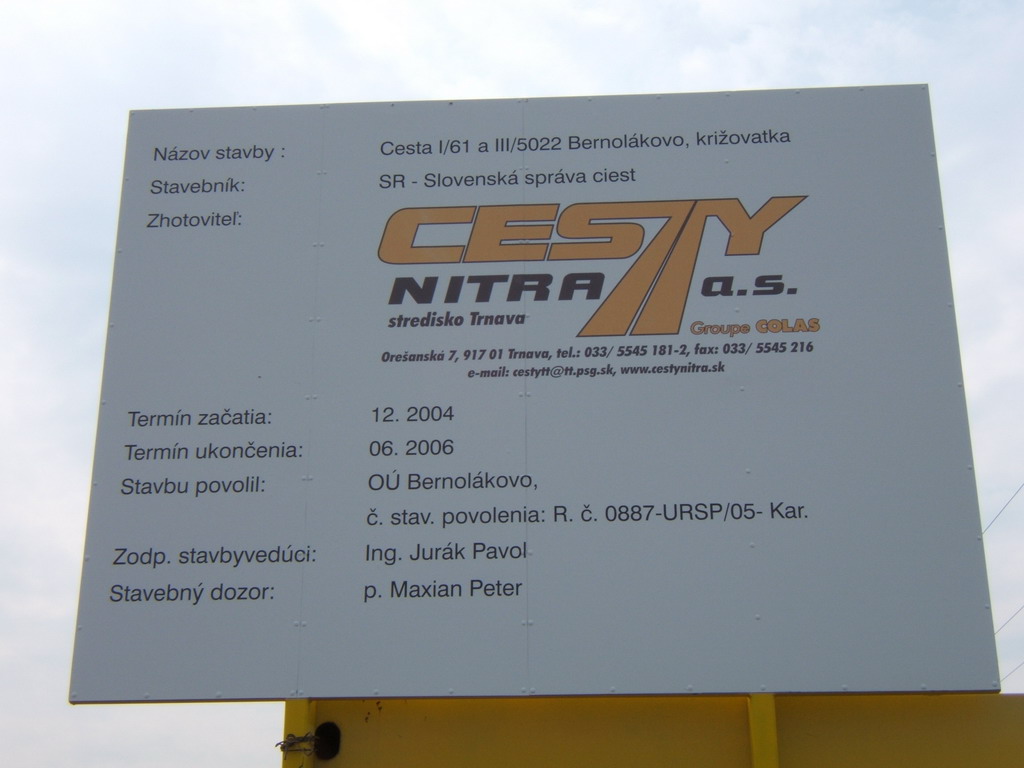 Názov stavby : Cesta I/61 a III/5022 Bernolákovo, križovatka
Stavebník: SR - Slovenská správa ciest
Zhotoviteľ:
CESTY
NITRA a.s.
stredisko Trnava
Groupe COLAS
Orešanská 7, 917 01 Trnava, tel.: 033/ 5545 181-2, fax: 033/ 5545 216
e-mail: cestytt@tt.psg.sk, www.cestynitra.sk
Termín začatia: 12. 2004
Termín ukončenia: 06. 2006
Stavbu povolil: OÚ Bernolákovo,
č. stav. povolenia: R. č. 0887-URSP/05- Kar.
Zodp. stavbyvedúci: Ing. Jurák Pavol
Stavebný dozor: p. Maxian Peter